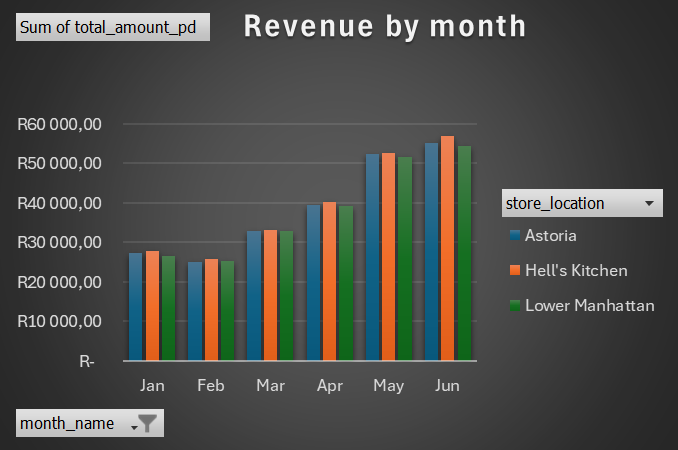 Sum of total_amount_pd
Revenue by month
R60 000,00
R50 000,00
R40 000,00
R30 000,00
R20 000,00
R10 000,00
R-
Jan Feb Mar Apr May Jun
store_location
Astoria
Hell's Kitchen
Lower Manhattan
month_name